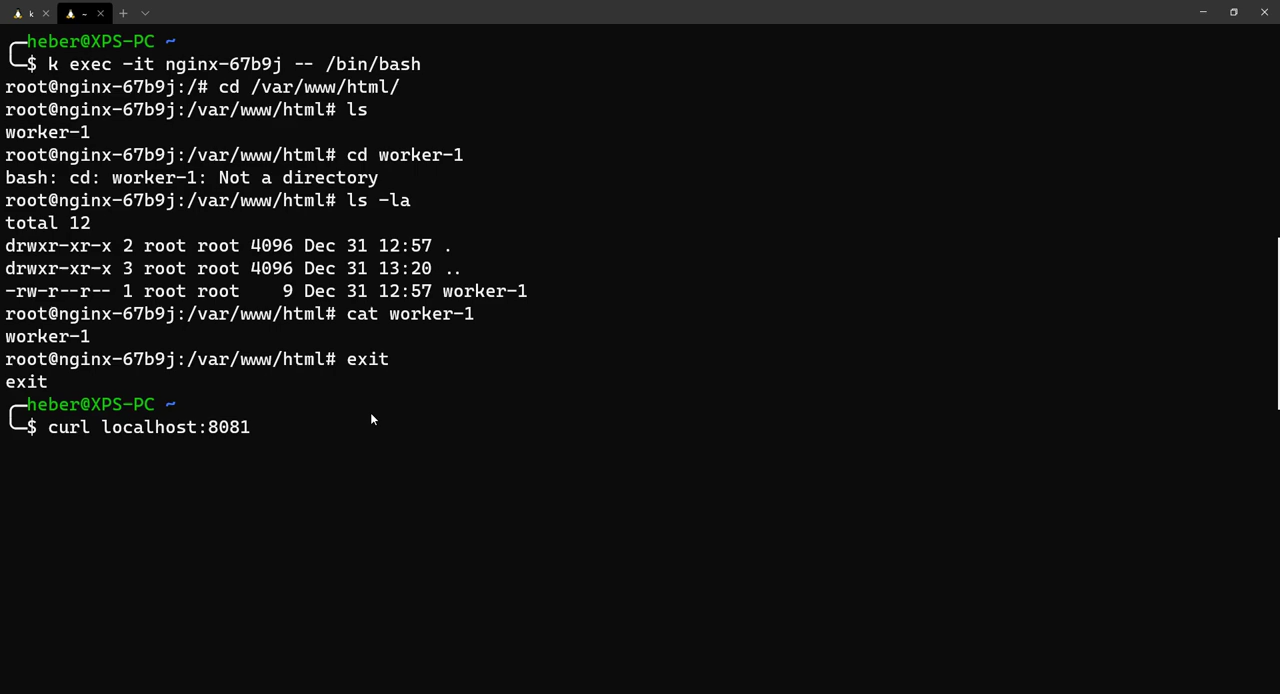 k
~
heber@XPS-PC ~
$ k exec -it nginx-67b9j -- /bin/bash
root@nginx-67b9j:/# cd /var/www/html/
root@nginx-67b9j:/var/www/html# ls
worker-1
root@nginx-67b9j:/var/www/html# cd worker-1
bash: cd: worker-1: Not a directory
root@nginx-67b9j:/var/www/html# ls -la
total 12
drwxr-xr-x 2 root root 4096 Dec 31 12:57 .
drwxr-xr-x 3 root root 4096 Dec 31 13:20 ..
-rw-r--r-- 1 root root    9 Dec 31 12:57 worker-1
root@nginx-67b9j:/var/www/html# cat worker-1
worker-1
root@nginx-67b9j:/var/www/html# exit
exit
heber@XPS-PC ~
$ curl localhost:8081